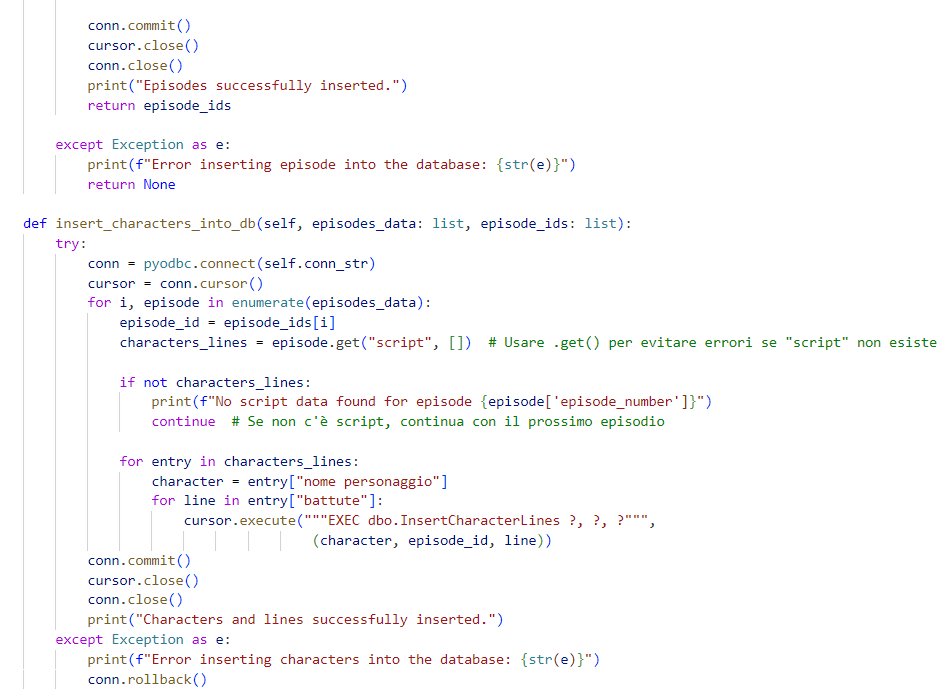 conn.commit()
cursor.close()
conn.close()
print("Episodes successfully inserted.")
return episode_ids
except Exception as e:
print(f"Error inserting episode into the database: {str(e)}")
return None
def insert_characters_into_db(self, episodes_data: list, episode_ids: list):
try:
conn = pyodbc.connect(self.conn_str)
cursor = conn.cursor()
for i, episode in enumerate(episodes_data):
episode_id = episode_ids[i]
characters_lines = episode.get("script", [])  # Usare .get() per evitare errori se "script" non esiste
if not characters_lines:
print(f"No script data found for episode {episode['episode_number']}")
continue  # Se non c'è script, continua con il prossimo episodio
for entry in characters_lines:
character = entry["nome personaggio"]
for line in entry["battute"]:
cursor.execute("""EXEC dbo.InsertCharacterLines ?, ?, ?""",
(character, episode_id, line))
conn.commit()
cursor.close()
conn.close()
print("Characters and lines successfully inserted.")
except Exception as e:
print(f"Error inserting characters into the database: {str(e)}")
conn.rollback()